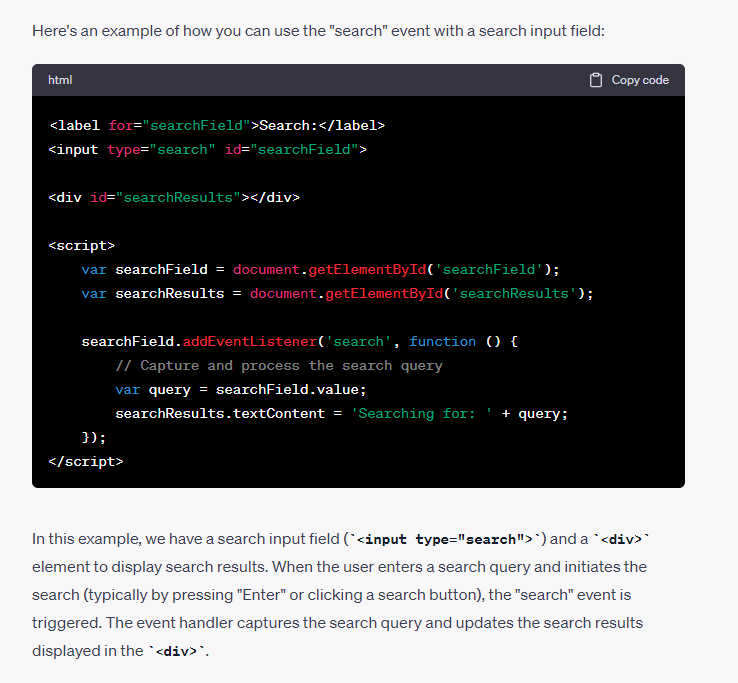 Here's an example of how you can use the "search" event with a search input field:
html
Copy code
<label for="searchField">Search:</label>
<input type="search" id="searchField">
<div id="searchResults"></div>
<script>
    var searchField = document.getElementById('searchField');
    var searchResults = document.getElementById('searchResults');
    searchField.addEventListener('search', function () {
        // Capture and process the search query
        var query = searchField.value;
        searchResults.textContent = 'Searching for: ' + query;
    });
</script>
In this example, we have a search input field (`<input type="search">`) and a `<div>`
element to display search results. When the user enters a search query and initiates the
search (typically by pressing "Enter" or clicking a search button), the "search" event is
triggered. The event handler captures the search query and updates the search results
displayed in the `<div>`.